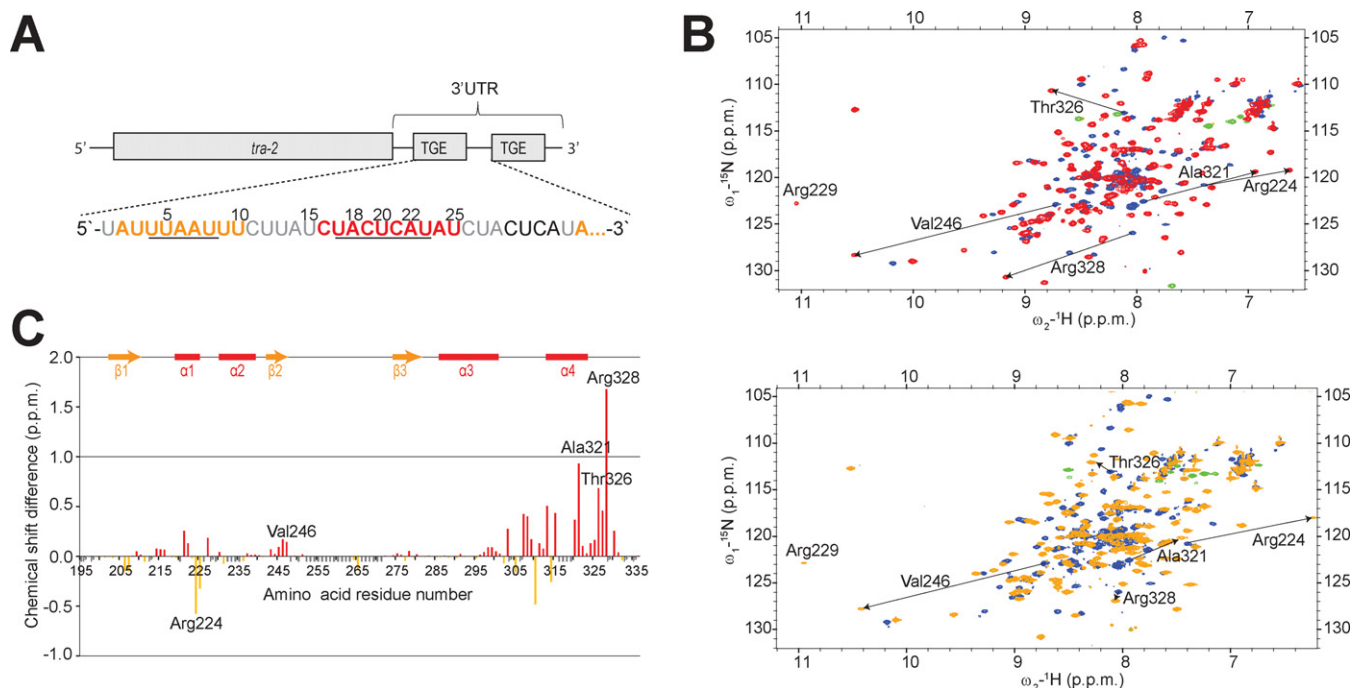 A
3'UTR
5' tra-2 TGE TGE 3'
5 10 15 18 20 22 25
5'-UAUUUAAUUUCUUAUCUACUCAUAUCUACUCAUA...-3'
B
11 10 9 8 7
105 105
110 110
115 115
120 120
125 125
130 130
Thr326
Ala321
Arg229
Arg224
Val246
Arg328
11 10 9 8 7
ω1-15N (p.p.m.)
ω2-1H (p.p.m.)
C
2.0
1.5
1.0
0.5
0.0
-0.5
-1.0
Chemical shift difference (p.p.m.)
β1 α1 α2 β2 β3 α3 α4
Arg328
Ala321
Thr326
Val246
195 205 215 225 235 245 255 265 275 285 295 305 315 325 335
Amino acid residue number
Arg224
11 10 9 8 7
105 105
110 110
115 115
120 120
125 125
130 130
Thr326
Arg229
Ala321
Arg224
Val246
Arg328
11 10 9 8 7
ω1-15N (p.p.m.)
ω2-1H (p.p.m.)